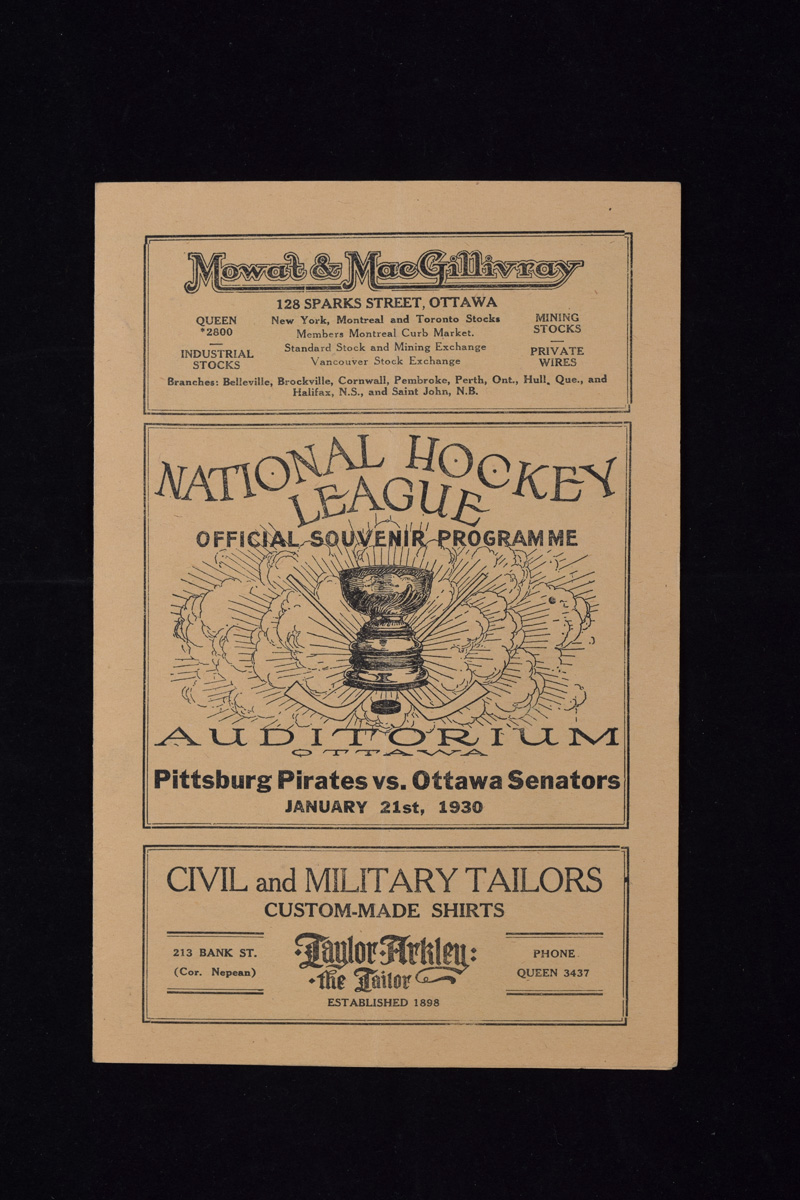 Mowat & MacGillivray
128 SPARKS STREET, OTTAWA
QUEEN
*2800
INDUSTRIAL
STOCKS
New York, Montreal and Toronto Stocks
Members Montreal Curb Market.
Standard Stock and Mining Exchange
Vancouver Stock Exchange
MINING
STOCKS
PRIVATE
WIRES
Branches: Belleville, Brockville, Cornwall, Pembroke, Perth, Ont., Hull, Que., and
Halifax, N.S., and Saint John, N.B.
NATIONAL HOCKEY
LEAGUE
OFFICIAL SOUVENIR PROGRAMME
AUDITORIUM
OTTAWA
Pittsburg Pirates vs. Ottawa Senators
JANUARY 21st, 1930
CIVIL and MILITARY TAILORS
CUSTOM-MADE SHIRTS
213 BANK ST.
(Cor. Nepean)
Taylor Arkley:
the Tailor
ESTABLISHED 1898
PHONE
QUEEN 3437